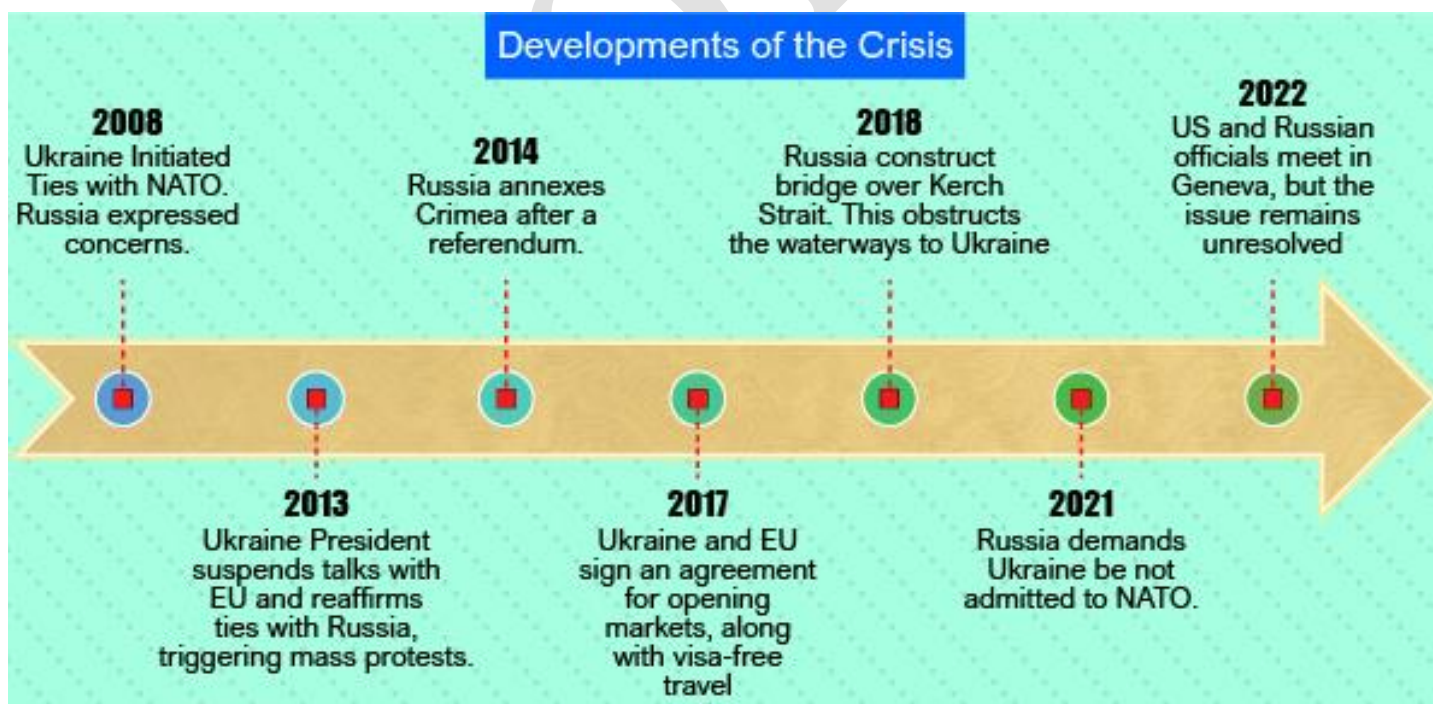 Developments of the Crisis
2008
Ukraine Initiated
Ties with NATO.
Russia expressed
concerns.
2013
Ukraine President
suspends talks with
EU and reaffirms
ties with Russia,
triggering mass protests.
2014
Russia annexes
Crimea after a
referendum.
2017
Ukraine and EU
sign an agreement
for opening
markets, along
with visa-free
travel
2018
Russia construct
bridge over Kerch
Strait. This obstructs
the waterways to Ukraine
2021
Russia demands
Ukraine be not
admitted to NATO.
2022
US and Russian
officials meet in
Geneva, but the
issue remains
unresolved